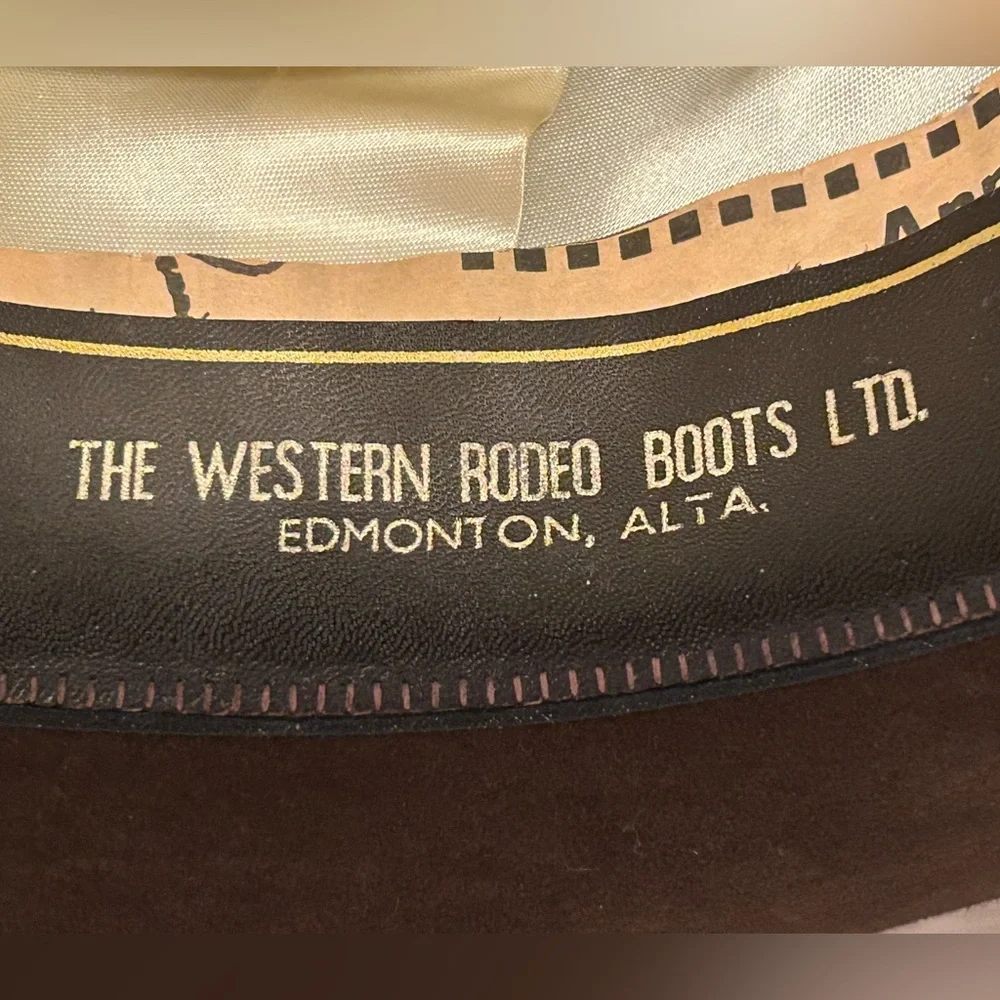 THE WESTERN RODEO BOOTS LTD.
EDMONTON, ALTA.